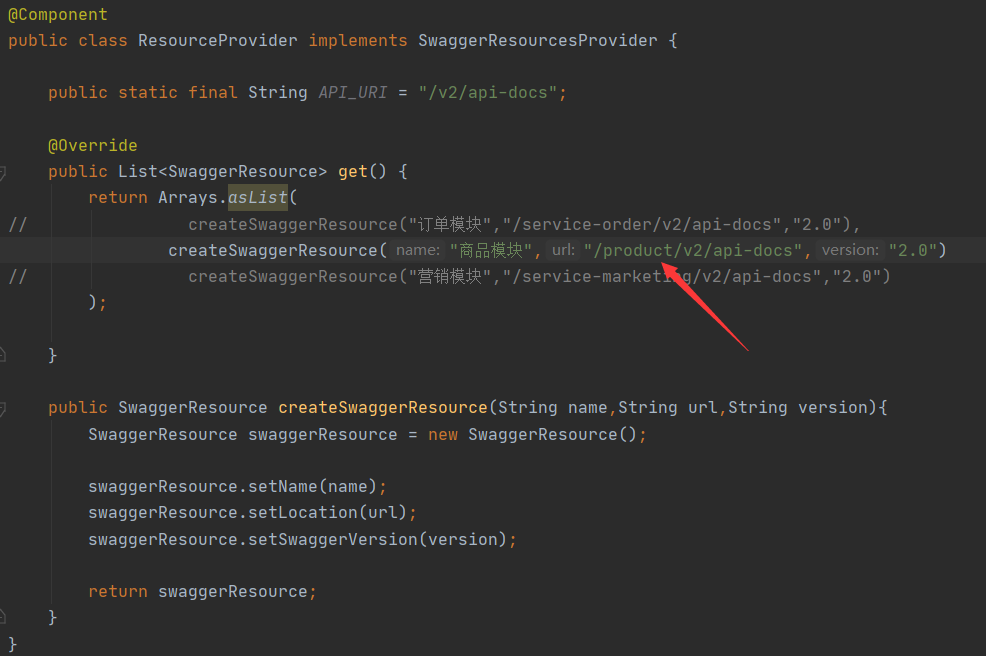 @Component
public class ResourceProvider implements SwaggerResourcesProvider {
public static final String API_URI = "/v2/api-docs";
@Override
public List<SwaggerResource> get() {
return Arrays.asList(
// createSwaggerResource("订单模块","/service-order/v2/api-docs","2.0"),
createSwaggerResource( name: "商品模块", url: "/product/v2/api-docs", version: "2.0")
// createSwaggerResource("营销模块","/service-marketing/v2/api-docs","2.0")
);
}
public SwaggerResource createSwaggerResource(String name,String url,String version){
SwaggerResource swaggerResource = new SwaggerResource();
swaggerResource.setName(name);
swaggerResource.setLocation(url);
swaggerResource.setSwaggerVersion(version);
return swaggerResource;
}
}